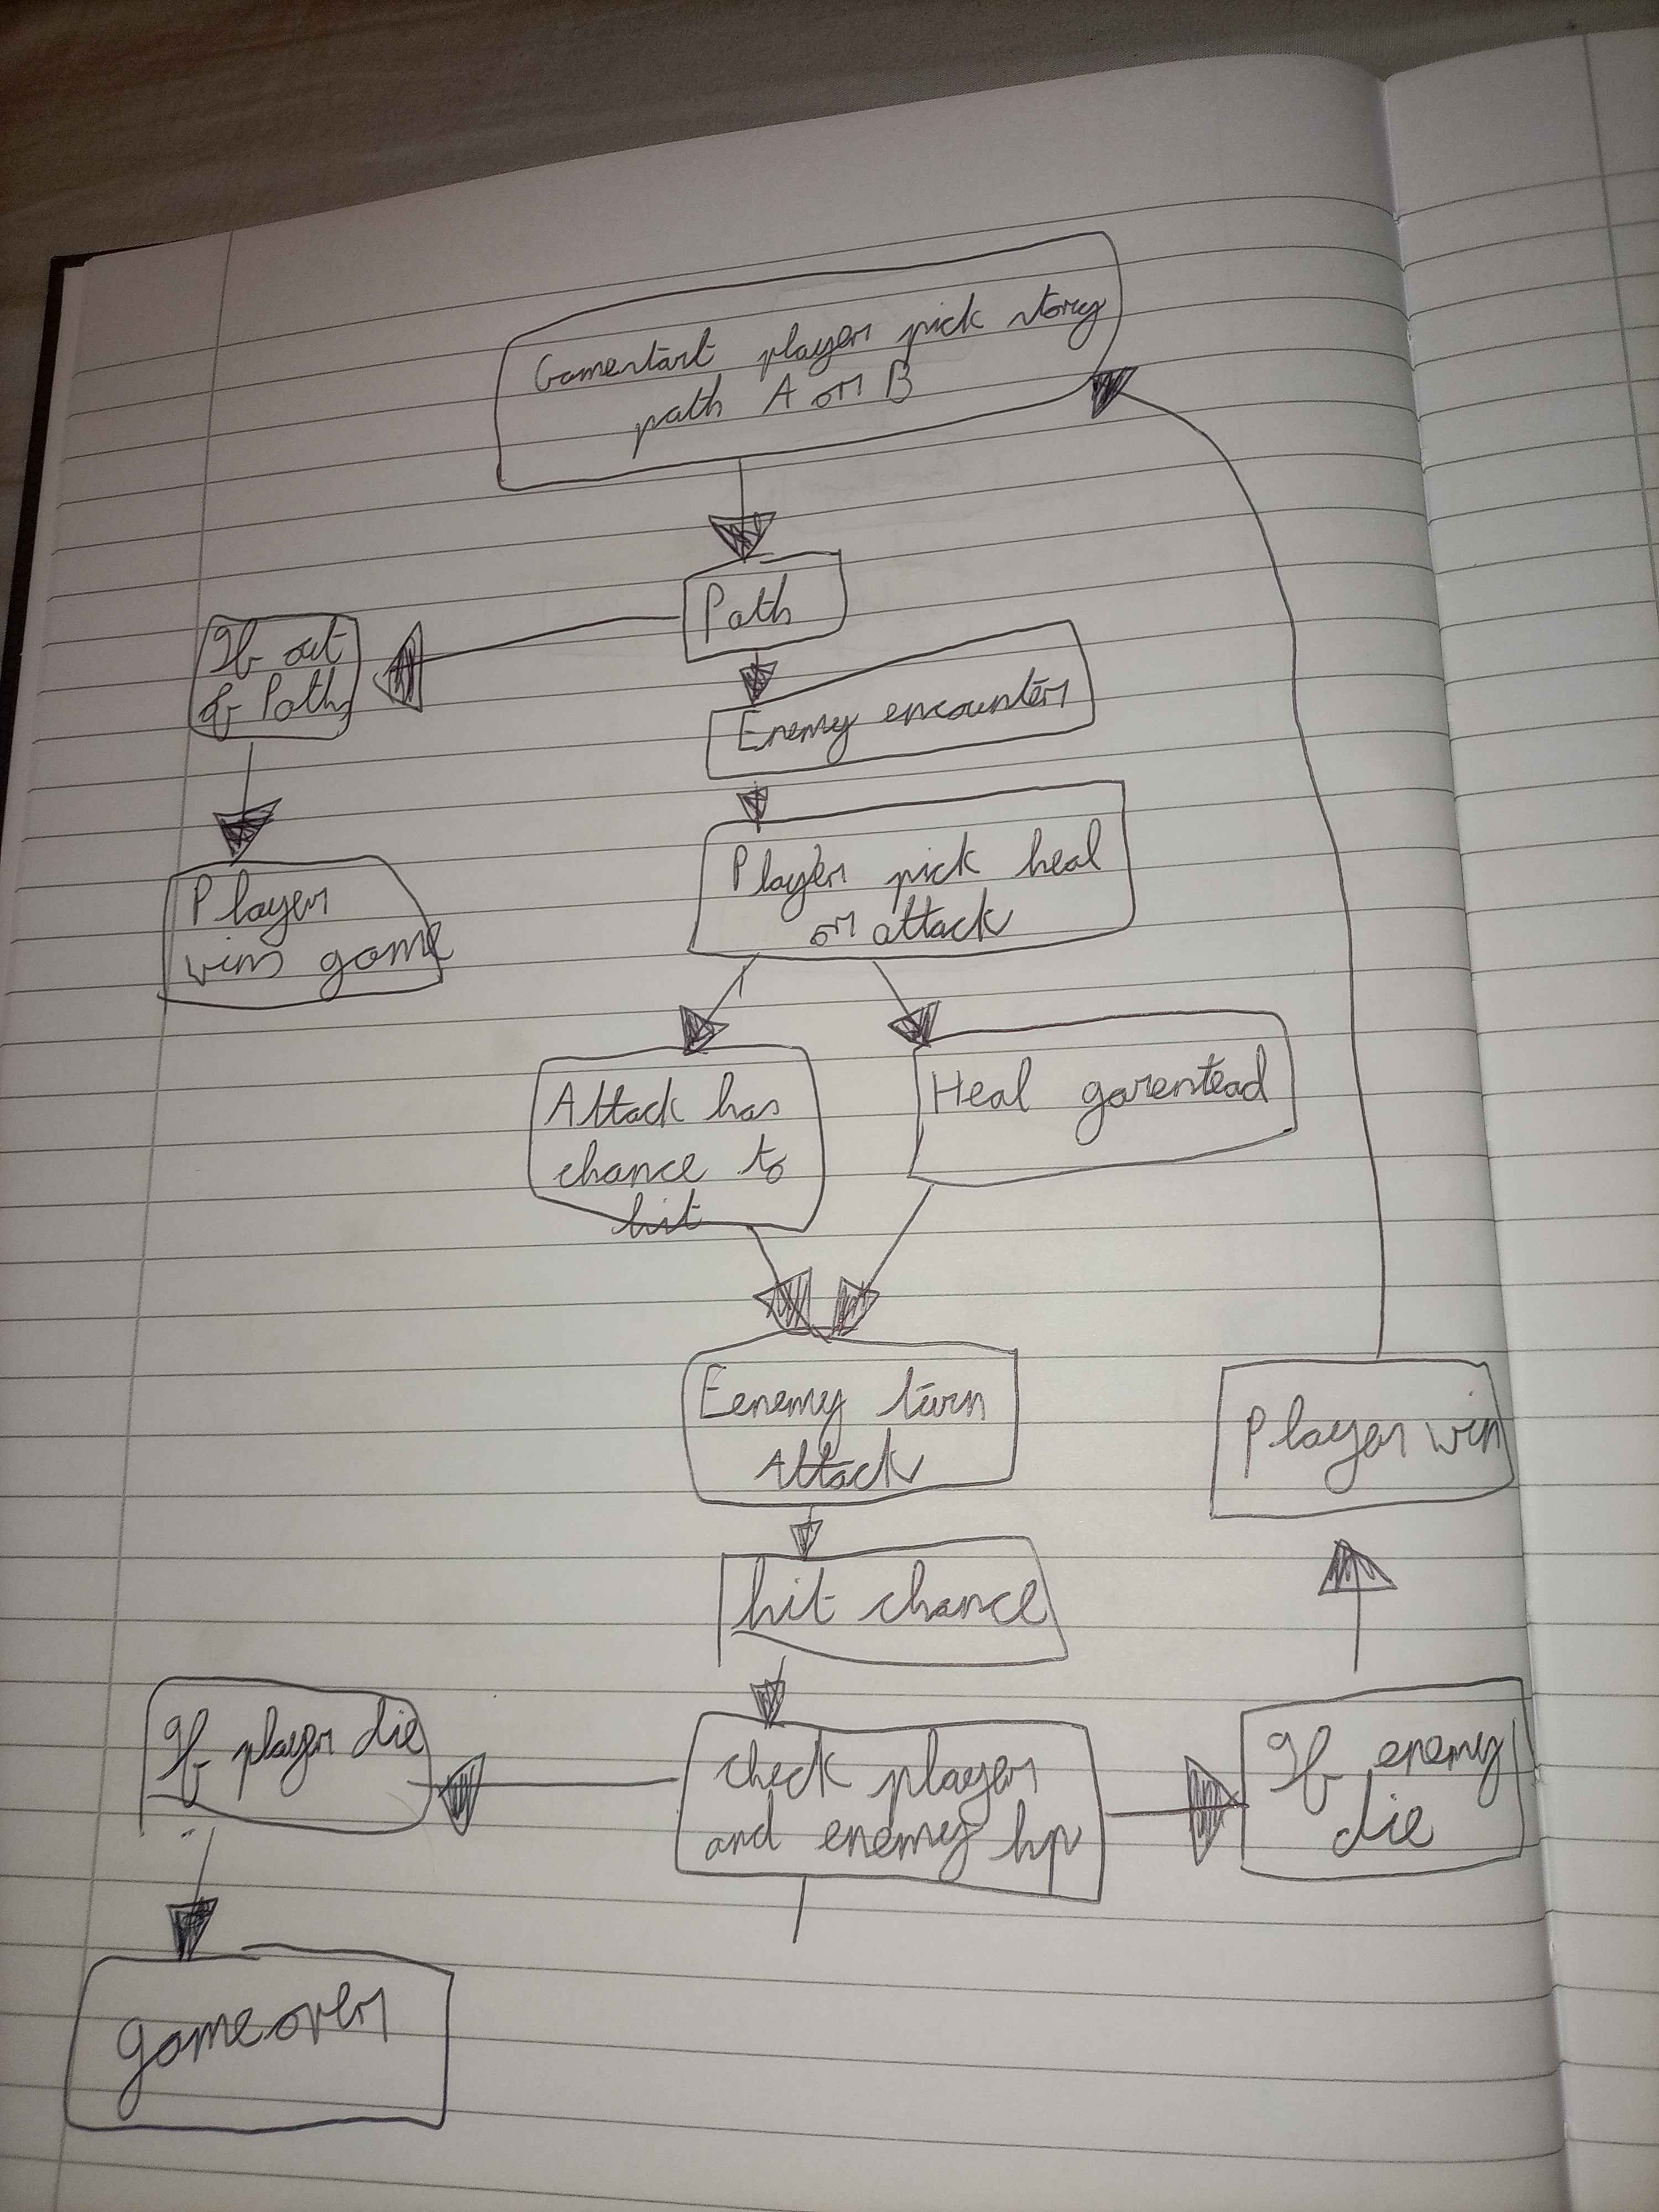 Gamestart player pick story
path A or B
Path
If out
of Paths
Enemy encounter
Player pick heal
or attack
Player
wins game
Attack has
chance to
hit
Heal garentead
Eenemy turn
Attack
Player win
hit chance
If player die
check player
and enemy hp
If enemy
die
gameover